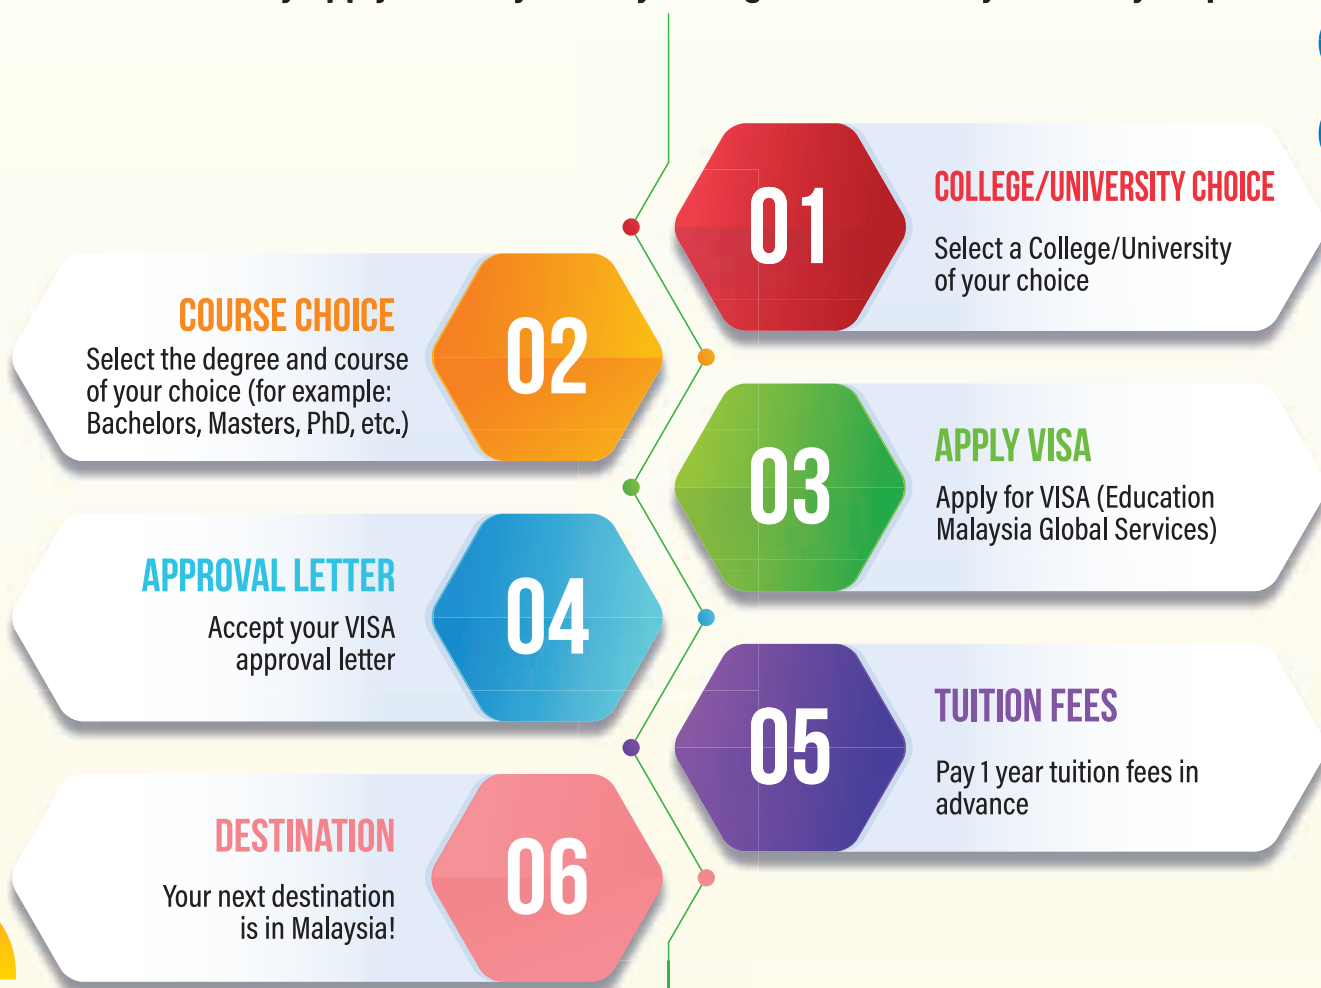 01
COLLEGE/UNIVERSITY CHOICE
Select a College/University
of your choice
02
COURSE CHOICE
Select the degree and course
of your choice (for example:
Bachelors, Masters, PhD, etc.)
03
APPLY VISA
Apply for VISA (Education
Malaysia Global Services)
04
APPROVAL LETTER
Accept your VISA
approval letter
05
TUITION FEES
Pay 1 year tuition fees in
advance
06
DESTINATION
Your next destination
is in Malaysia!